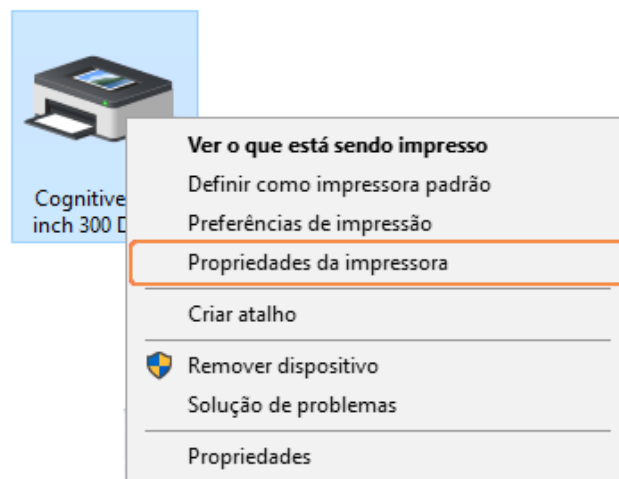 Cognitive
inch 300
Ver o que está sendo impresso
Definir como impressora padrão
Preferências de impressão
Propriedades da impressora
Criar atalho
Remover dispositivo
Solução de problemas
Propriedades